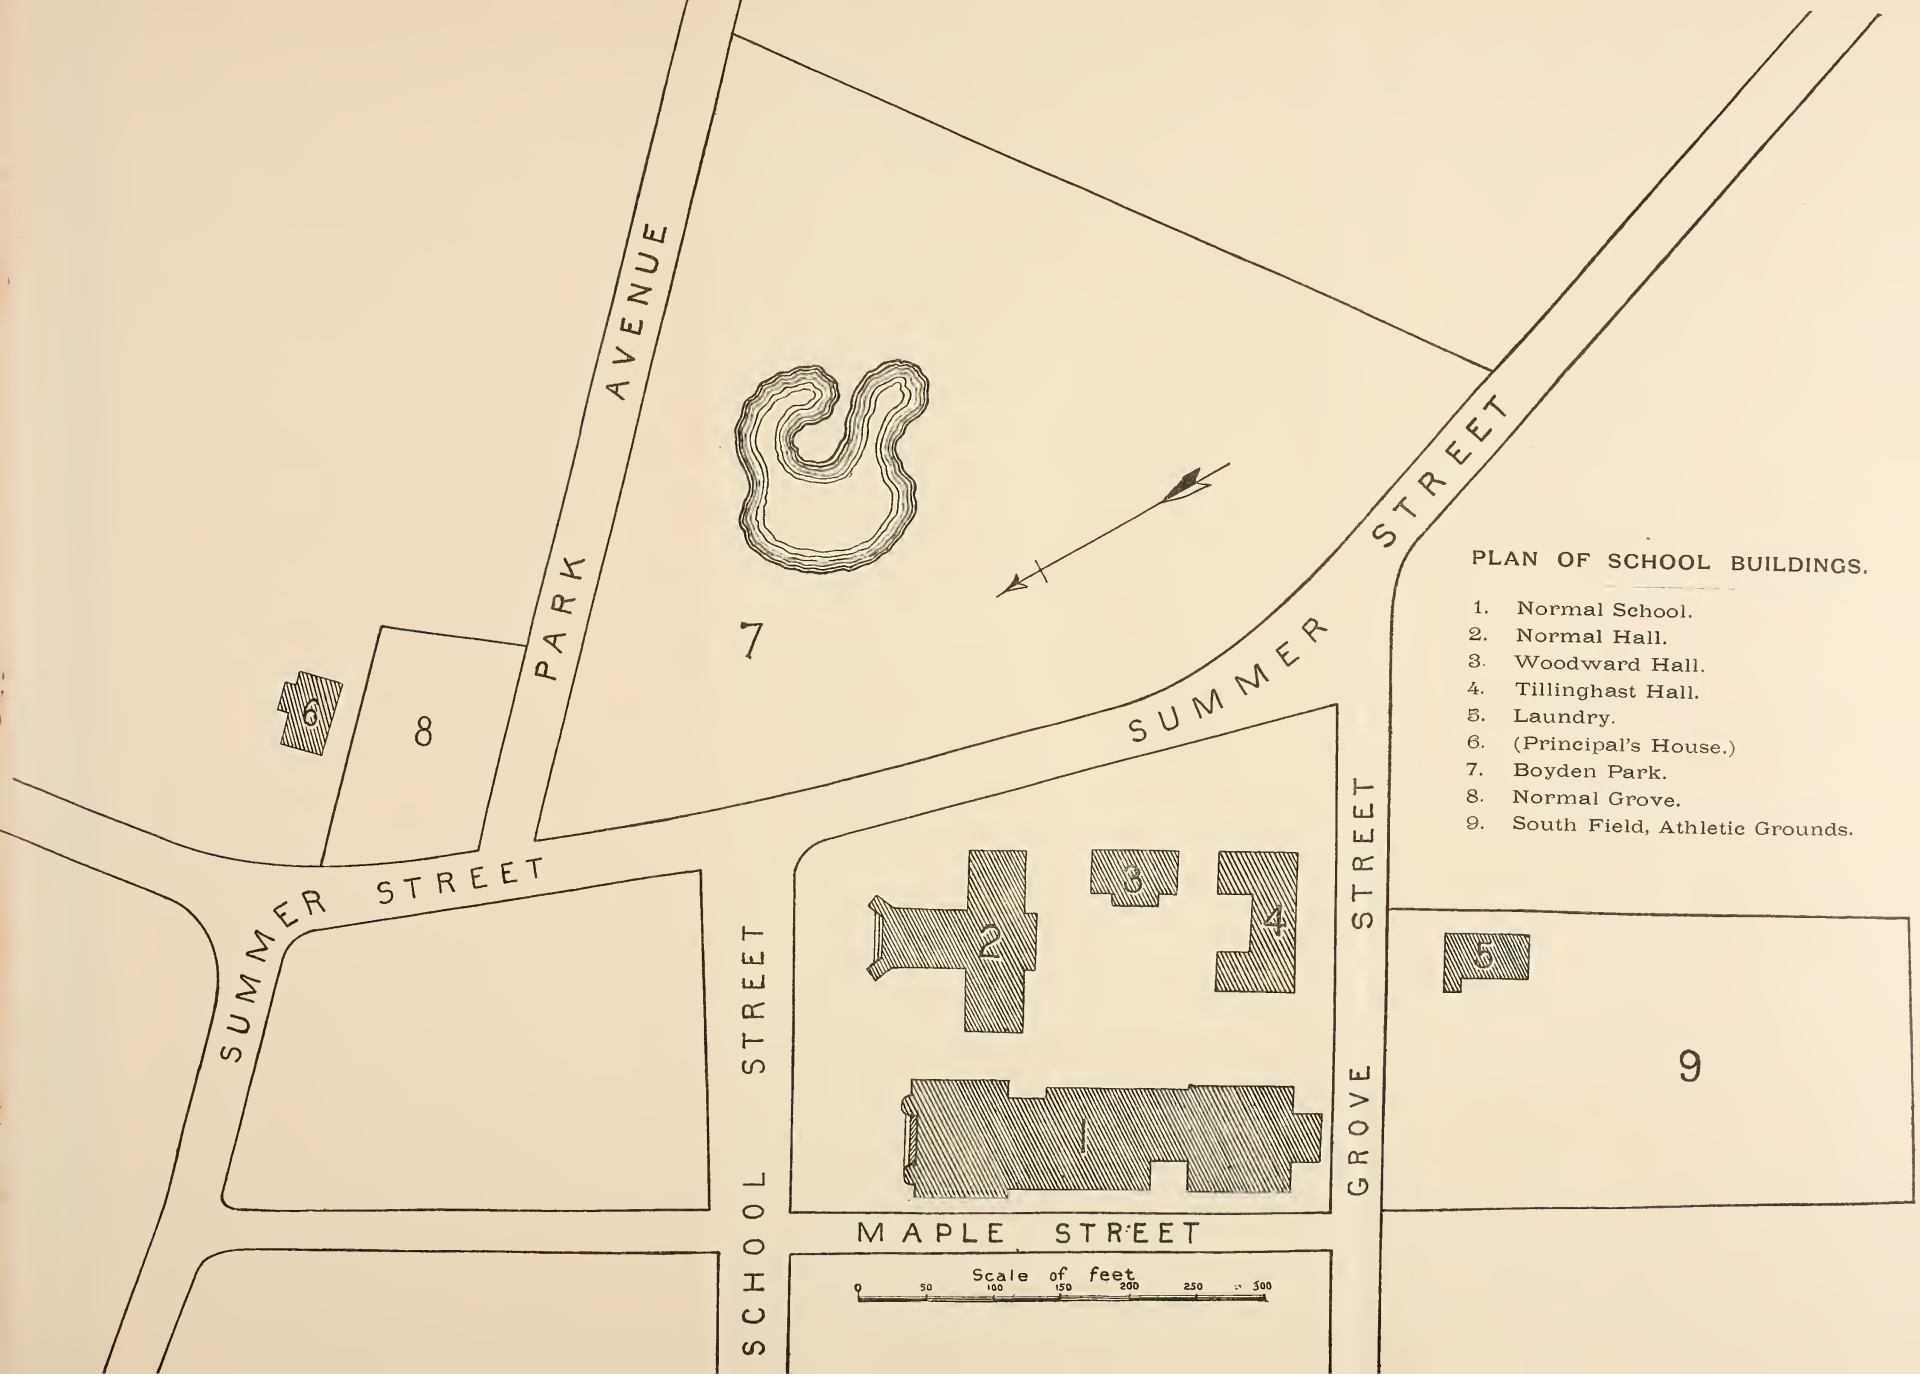 PARK AVENUE
7
SUMMER STREET
PLAN OF SCHOOL BUILDINGS.
1. Normal School.
2. Normal Hall.
3. Woodward Hall.
4. Tillinghast Hall.
5. Laundry.
6. (Principal's House.)
7. Boyden Park.
8. Normal Grove.
9. South Field, Athletic Grounds.
6
8
SUMMER STREET
SCHOOL STREET
2
3
4
1
GROVE STREET
5
9
MAPLE STREET
Scale of feet
0 50 100 150 200 250 300